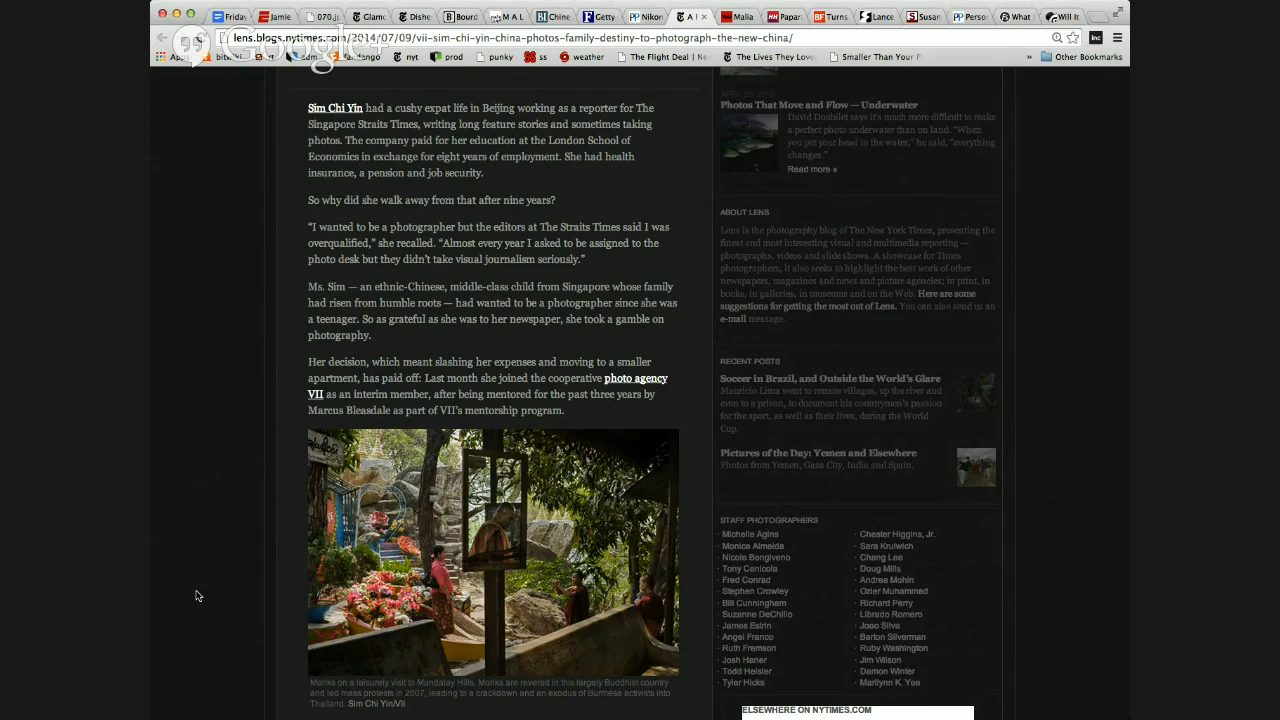 Friday
Jamie
070.j
Glamo
Dishe
Bourd
M A L
Chine
Getty
Nikon
A P
Malia
Papar
Turns
Lance
Susan
Perso
What I
Will It
lens.blogs.nytimes.com/2014/07/09/vii-sim-chi-yin-china-photos-family-destiny-to-photograph-the-new-china/
inc
Google+
fandango
nyt
prod
punky
ss
weather
The Flight Deal | Ne
The Lives They Love
Smaller Than Your P
» Other Bookmarks
Sim Chi Yin had a cushy expat life in Beijing working as a reporter for The
Singapore Straits Times, writing long feature stories and sometimes taking
photos. The company paid for her education at the London School of
Economics in exchange for eight years of employment. She had health
insurance, a pension and job security.
So why did she walk away from that after nine years?
“I wanted to be a photographer but the editors at The Straits Times said I was
overqualified,” she recalled. “Almost every year I asked to be assigned to the
photo desk but they didn’t take visual journalism seriously.”
Ms. Sim — an ethnic-Chinese, middle-class child from Singapore whose family
had risen from humble roots — had wanted to be a photographer since she was
a teenager. So as grateful as she was to her newspaper, she took a gamble on
photography.
Her decision, which meant slashing her expenses and moving to a smaller
apartment, has paid off: Last month she joined the cooperative photo agency
VII as an interim member, after being mentored for the past three years by
Marcus Bleasdale as part of VII’s mentorship program.
Monks on a leisurely visit to Mandalay Hills. Monks are revered in this largely Buddhist country
and led mass protests in 2007, leading to a crackdown and an exodus of Burmese activists into
Thailand. Sim Chi Yin/VII
Photos That Move and Flow — Underwater
David Doubilet says it’s much more difficult to make
a perfect photo underwater than on land. “When
you put your head in the water,” he said, “everything
changes.”
Read more »
ABOUT LENS
Lens is the photography blog of The New York Times, presenting the
finest and most interesting visual and multimedia reporting —
photographs, videos and slide shows. A showcase for Times
photographers, it also seeks to highlight the best work of other
newspapers, magazines and news and picture agencies; in print, in
books, in galleries, in museums and on the Web. Here are some
suggestions for getting the most out of Lens. You can also send us an
e-mail message.
RECENT POSTS
Soccer in Brazil, and Outside the World’s Glare
Mauricio Lima went to remote villages, up the river and
even to a prison, to document his countrymen’s passion
for the sport, as well as their lives, during the World
Cup.
Pictures of the Day: Yemen and Elsewhere
Photos from Yemen, Gaza City, India and Spain.
STAFF PHOTOGRAPHERS
· Michelle Agins
· Monica Almeida
· Nicole Bengiveno
· Tony Cenicola
· Fred Conrad
· Stephen Crowley
· Bill Cunningham
· Suzanne DeChillo
· James Estrin
· Angel Franco
· Ruth Fremson
· Josh Haner
· Todd Heisler
· Tyler Hicks
· Chester Higgins, Jr.
· Sara Krulwich
· Chang Lee
· Doug Mills
· Andrea Mohin
· Ozier Muhammad
· Richard Perry
· Librado Romero
· Joao Silva
· Barton Silverman
· Ruby Washington
· Jim Wilson
· Damon Winter
· Marilynn K. Yee
ELSEWHERE ON NYTIMES.COM